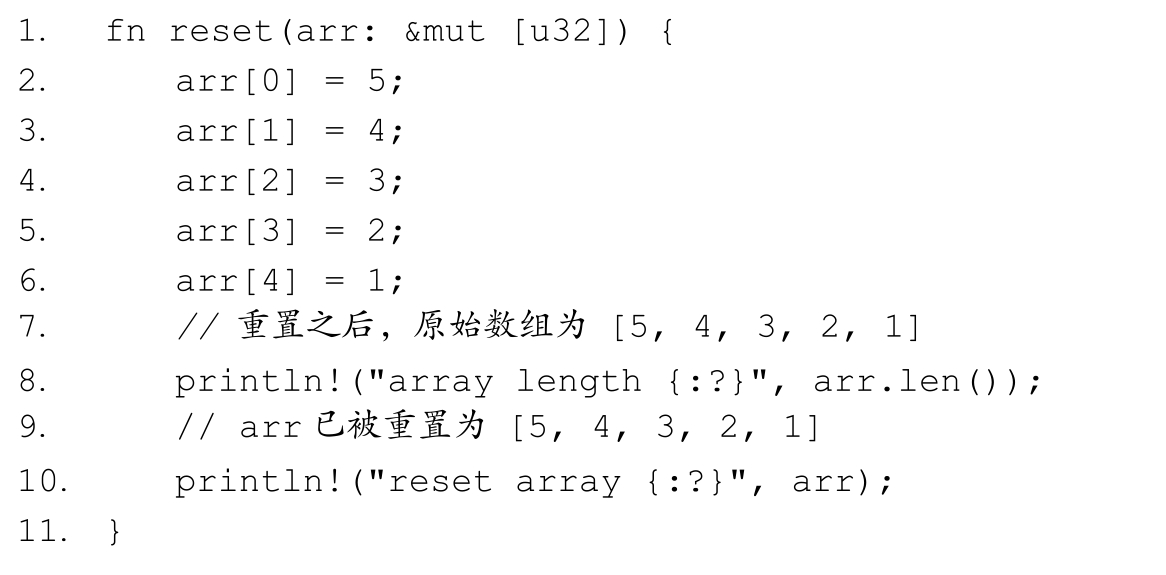 1. fn reset(arr: &mut [u32]) {
2.     arr[0] = 5;
3.     arr[1] = 4;
4.     arr[2] = 3;
5.     arr[3] = 2;
6.     arr[4] = 1;
7.     // 重置之后，原始数组为 [5, 4, 3, 2, 1]
8.     println!("array length {:?}", arr.len());
9.     // arr 已被重置为 [5, 4, 3, 2, 1]
10.     println!("reset array {:?}", arr);
11. }